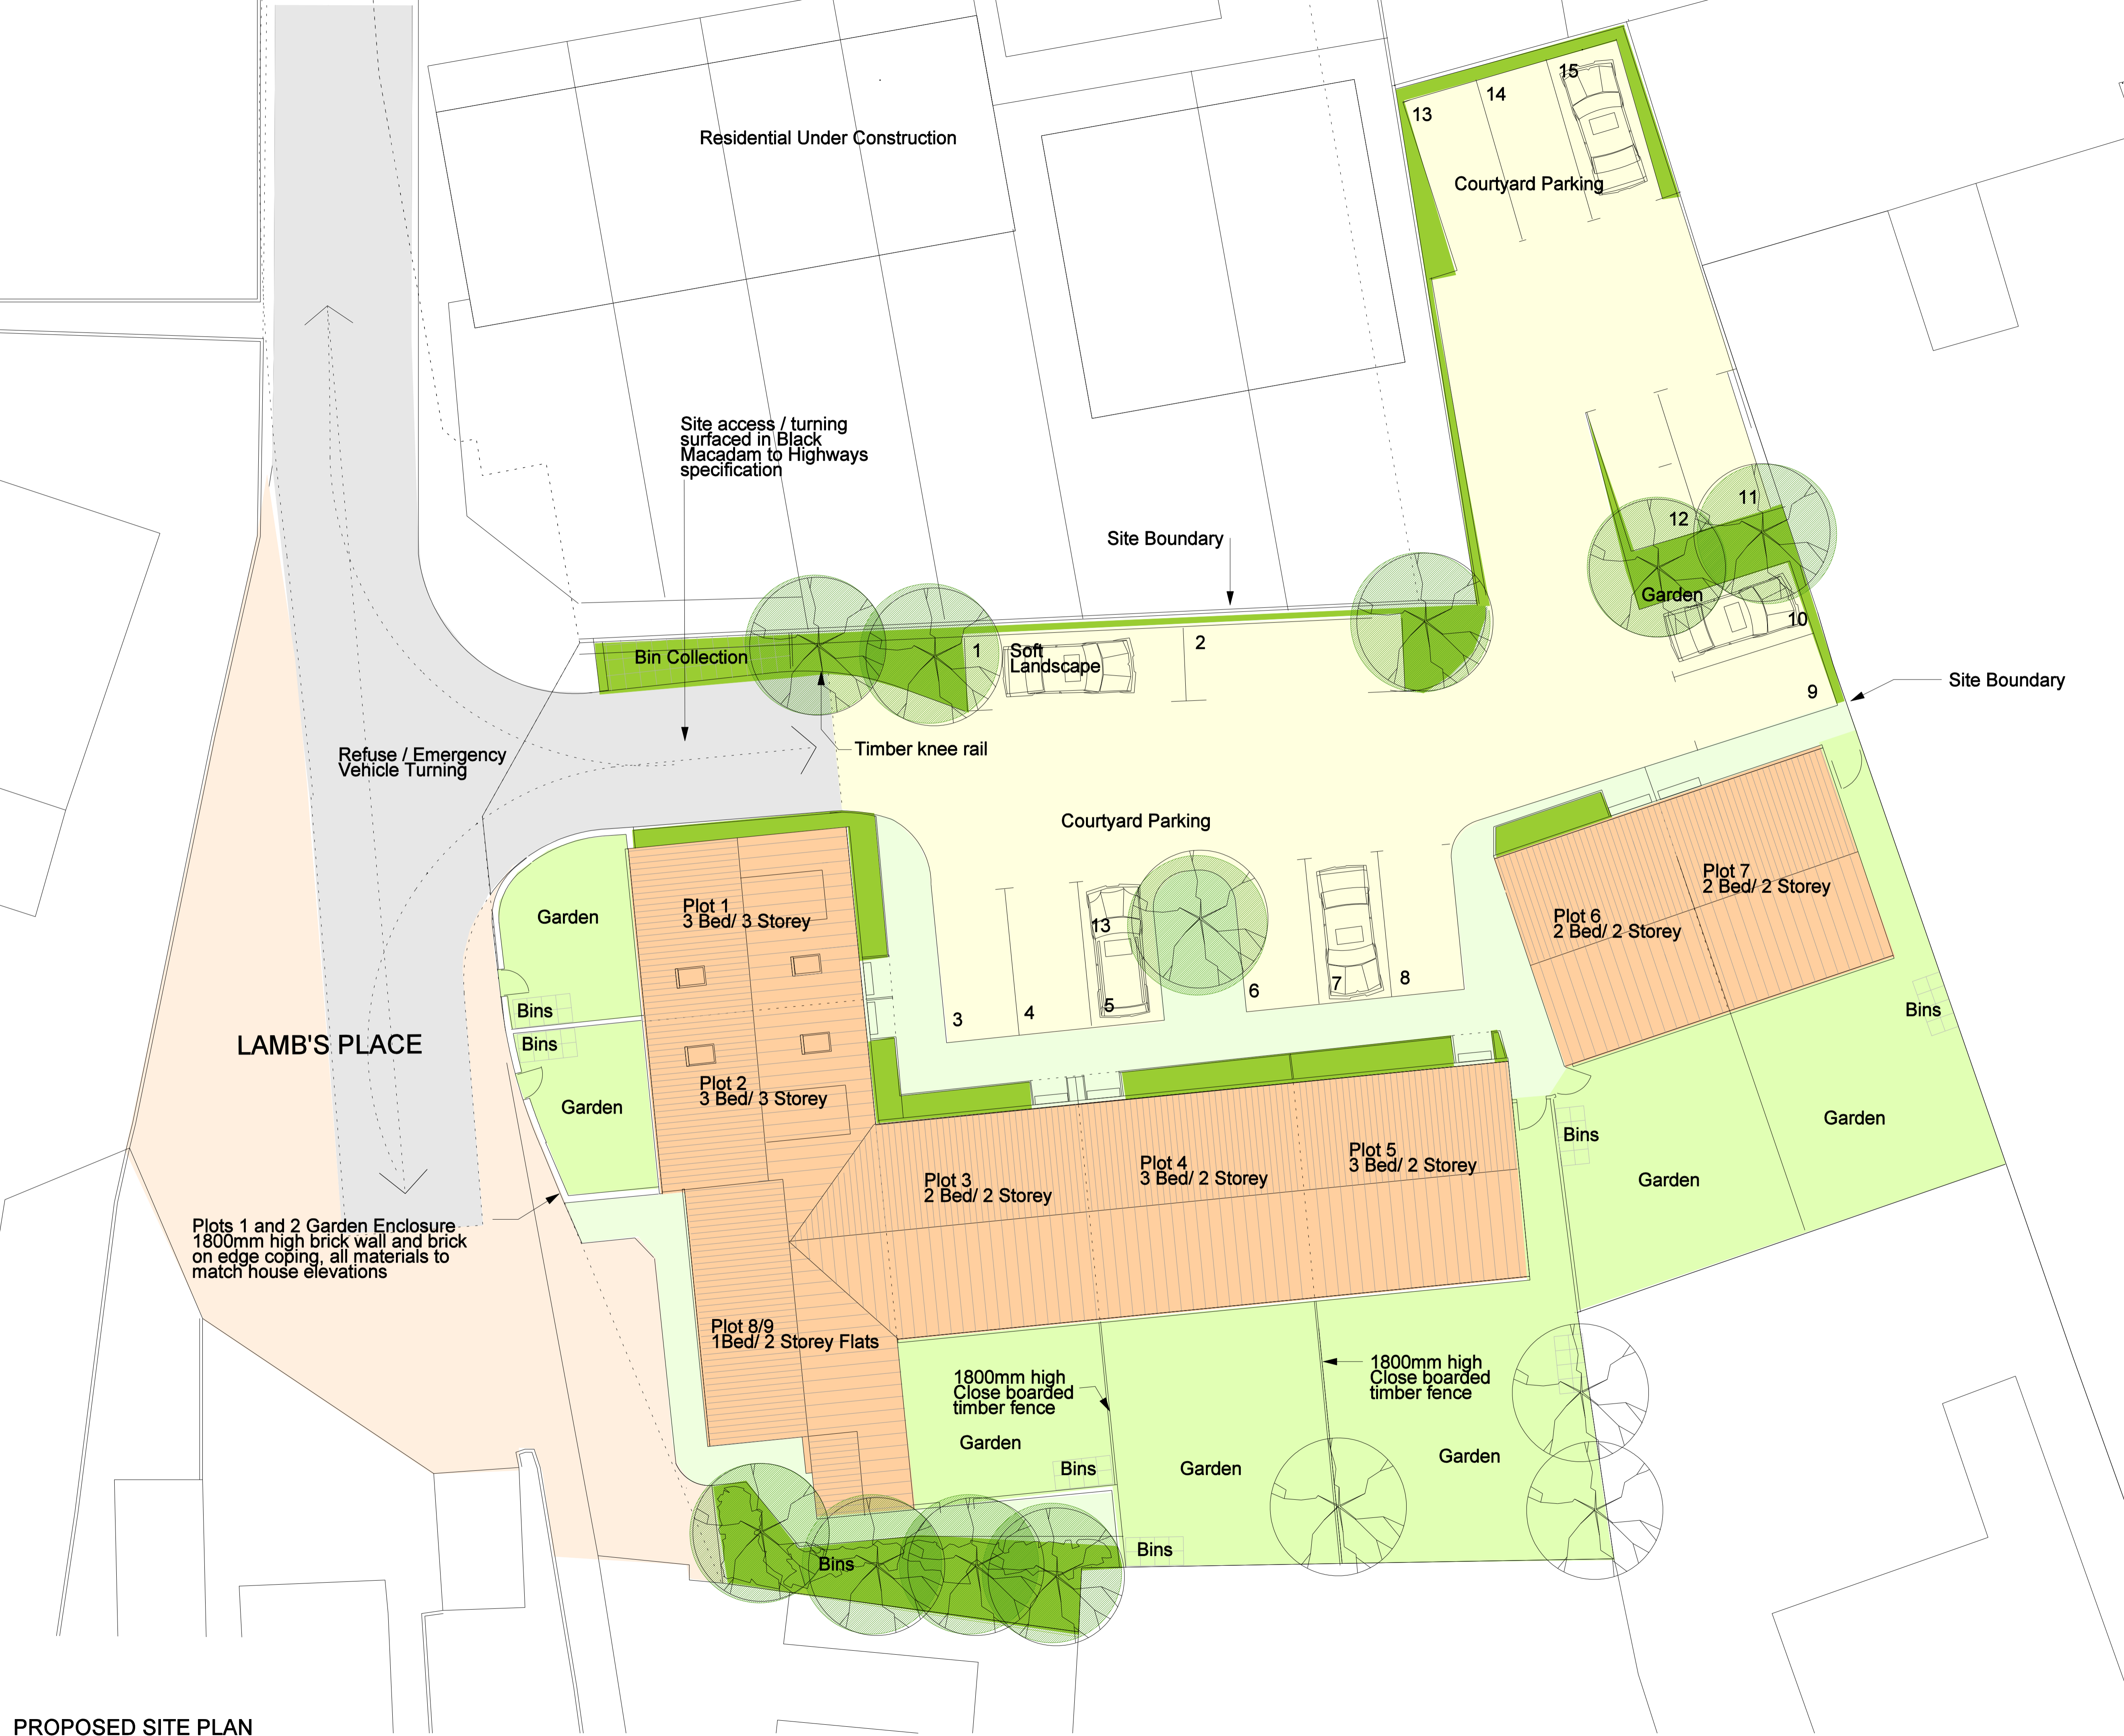 15
14
13
Residential Under Construction
Courtyard Parking
Site access / turning
surfaced in Black
Macadam to Highways
specification
11
12
Site Boundary
Garden
10
Bin Collection
1
Soft
Landscape
2
Site Boundary
9
Refuse / Emergency
Vehicle Turning
Timber knee rail
Courtyard Parking
Plot 7
2 Bed/ 2 Storey
Plot 1
3 Bed/ 3 Storey
Garden
Plot 6
2 Bed/ 2 Storey
13
3
4
5
6
7
8
Bins
Bins
Bins
LAMB'S PLACE
Plot 2
3 Bed/ 3 Storey
Garden
Garden
Bins
Plot 5
3 Bed/ 2 Storey
Plot 4
3 Bed/ 2 Storey
Plot 3
2 Bed/ 2 Storey
Garden
Plots 1 and 2 Garden Enclosure
1800mm high brick wall and brick
on edge coping, all materials to
match house elevations
Plot 8/9
1Bed/ 2 Storey Flats
1800mm high
Close boarded
timber fence
1800mm high
Close boarded
timber fence
Garden
Garden
Garden
Bins
Bins
Bins
PROPOSED SITE PLAN